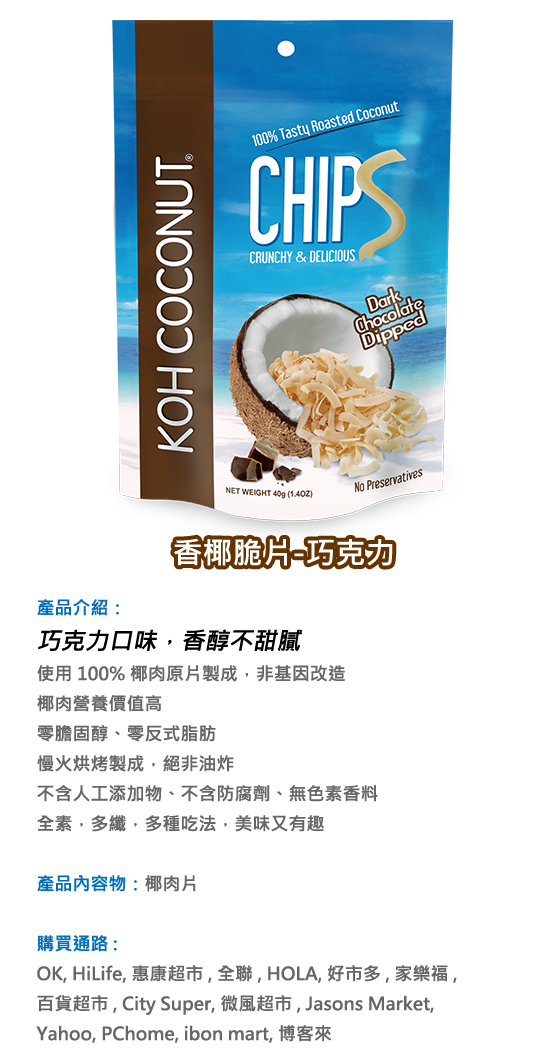 KOH COCONUT®
100% Tasty Roasted Coconut
CHIPS
CRUNCHY & DELICIOUS
Dark
Chocolate
Dipped
NET WEIGHT 40g (1.4OZ)
No Preservatives
香椰脆片-巧克力
產品介紹：
巧克力口味，香醇不甜膩
使用 100% 椰肉原片製成，非基因改造
椰肉營養價值高
零膽固醇、零反式脂肪
慢火烘烤製成，絕非油炸
不含人工添加物、不含防腐劑、無色素香料
全素，多纖，多種吃法，美味又有趣
產品內容物：椰肉片
購買通路：
OK, HiLife, 惠康超市 , 全聯 , HOLA, 好市多 , 家樂福 ,
百貨超市 , City Super, 微風超市 , Jasons Market,
Yahoo, PChome, ibon mart, 博客來